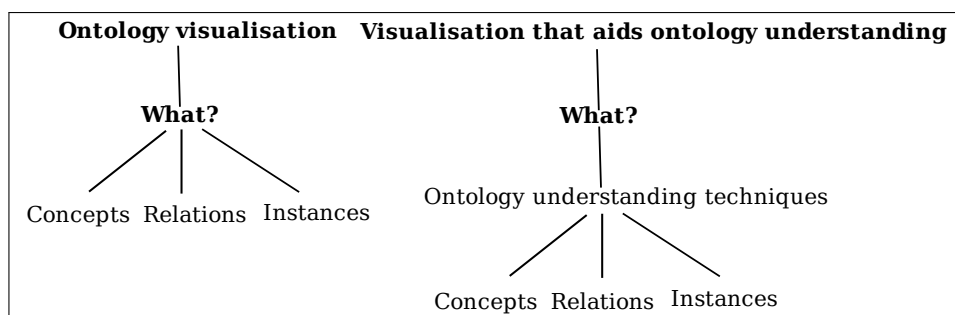 Ontology visualisation
What?
Concepts Relations Instances
Visualisation that aids ontology understanding
What?
Ontology understanding techniques
Concepts Relations Instances